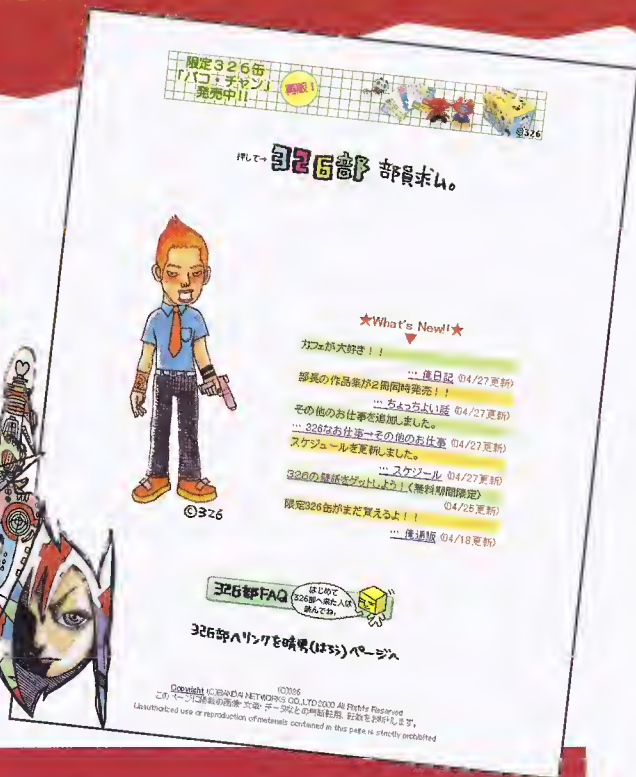 限定326缶
「バコ・チャン」
発売中!!
再販!
©326
押して→ 326部 部員求ム。
★What's New!!★
カフェが大好き!!
… 俺日記 (04/27更新)
部長の作品集が2冊同時発売!!
… ちょっちよい話 (04/27更新)
その他のお仕事を追加しました。
… 326なお仕事→その他のお仕事 (04/27更新)
スケジュールを更新しました。
… スケジール (04/27更新)
326の壁紙をゲットしよう!(無料期間限定)
(04/25更新)
限定326缶がまだ買えるよ!!
… 俺通販 (04/18更新)
©326
326部FAQ
はじめて
326部へ来た人は
読んでね。
326部へリンクを晴男(はろう)ページへ
(C)326
Copyright (C)BANDAI NETWORKS CO.,LTD 2000 All Rights Reserved
このページに掲載の画像・文章・データなどの無断転用、転載をお断りします。
Unauthorized use or reproduction of materials contained in this page is strictly prohibited